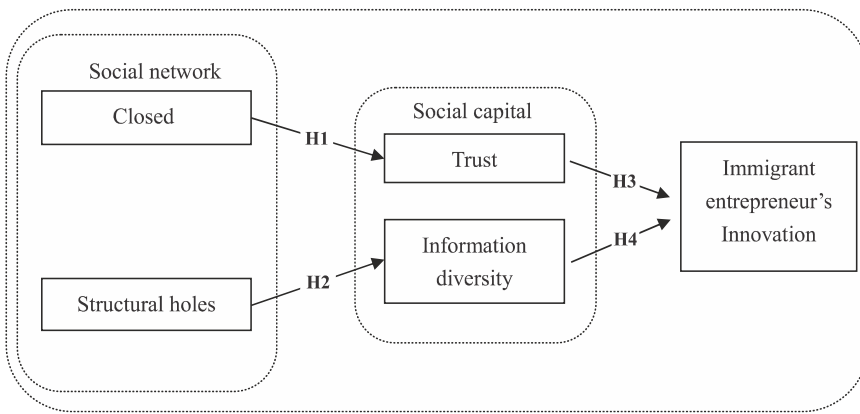 Social network
Closed
H1
Social capital
Trust
H3
Immigrant
entrepreneur's
Innovation
Information
diversity
H4
H2
Structural holes